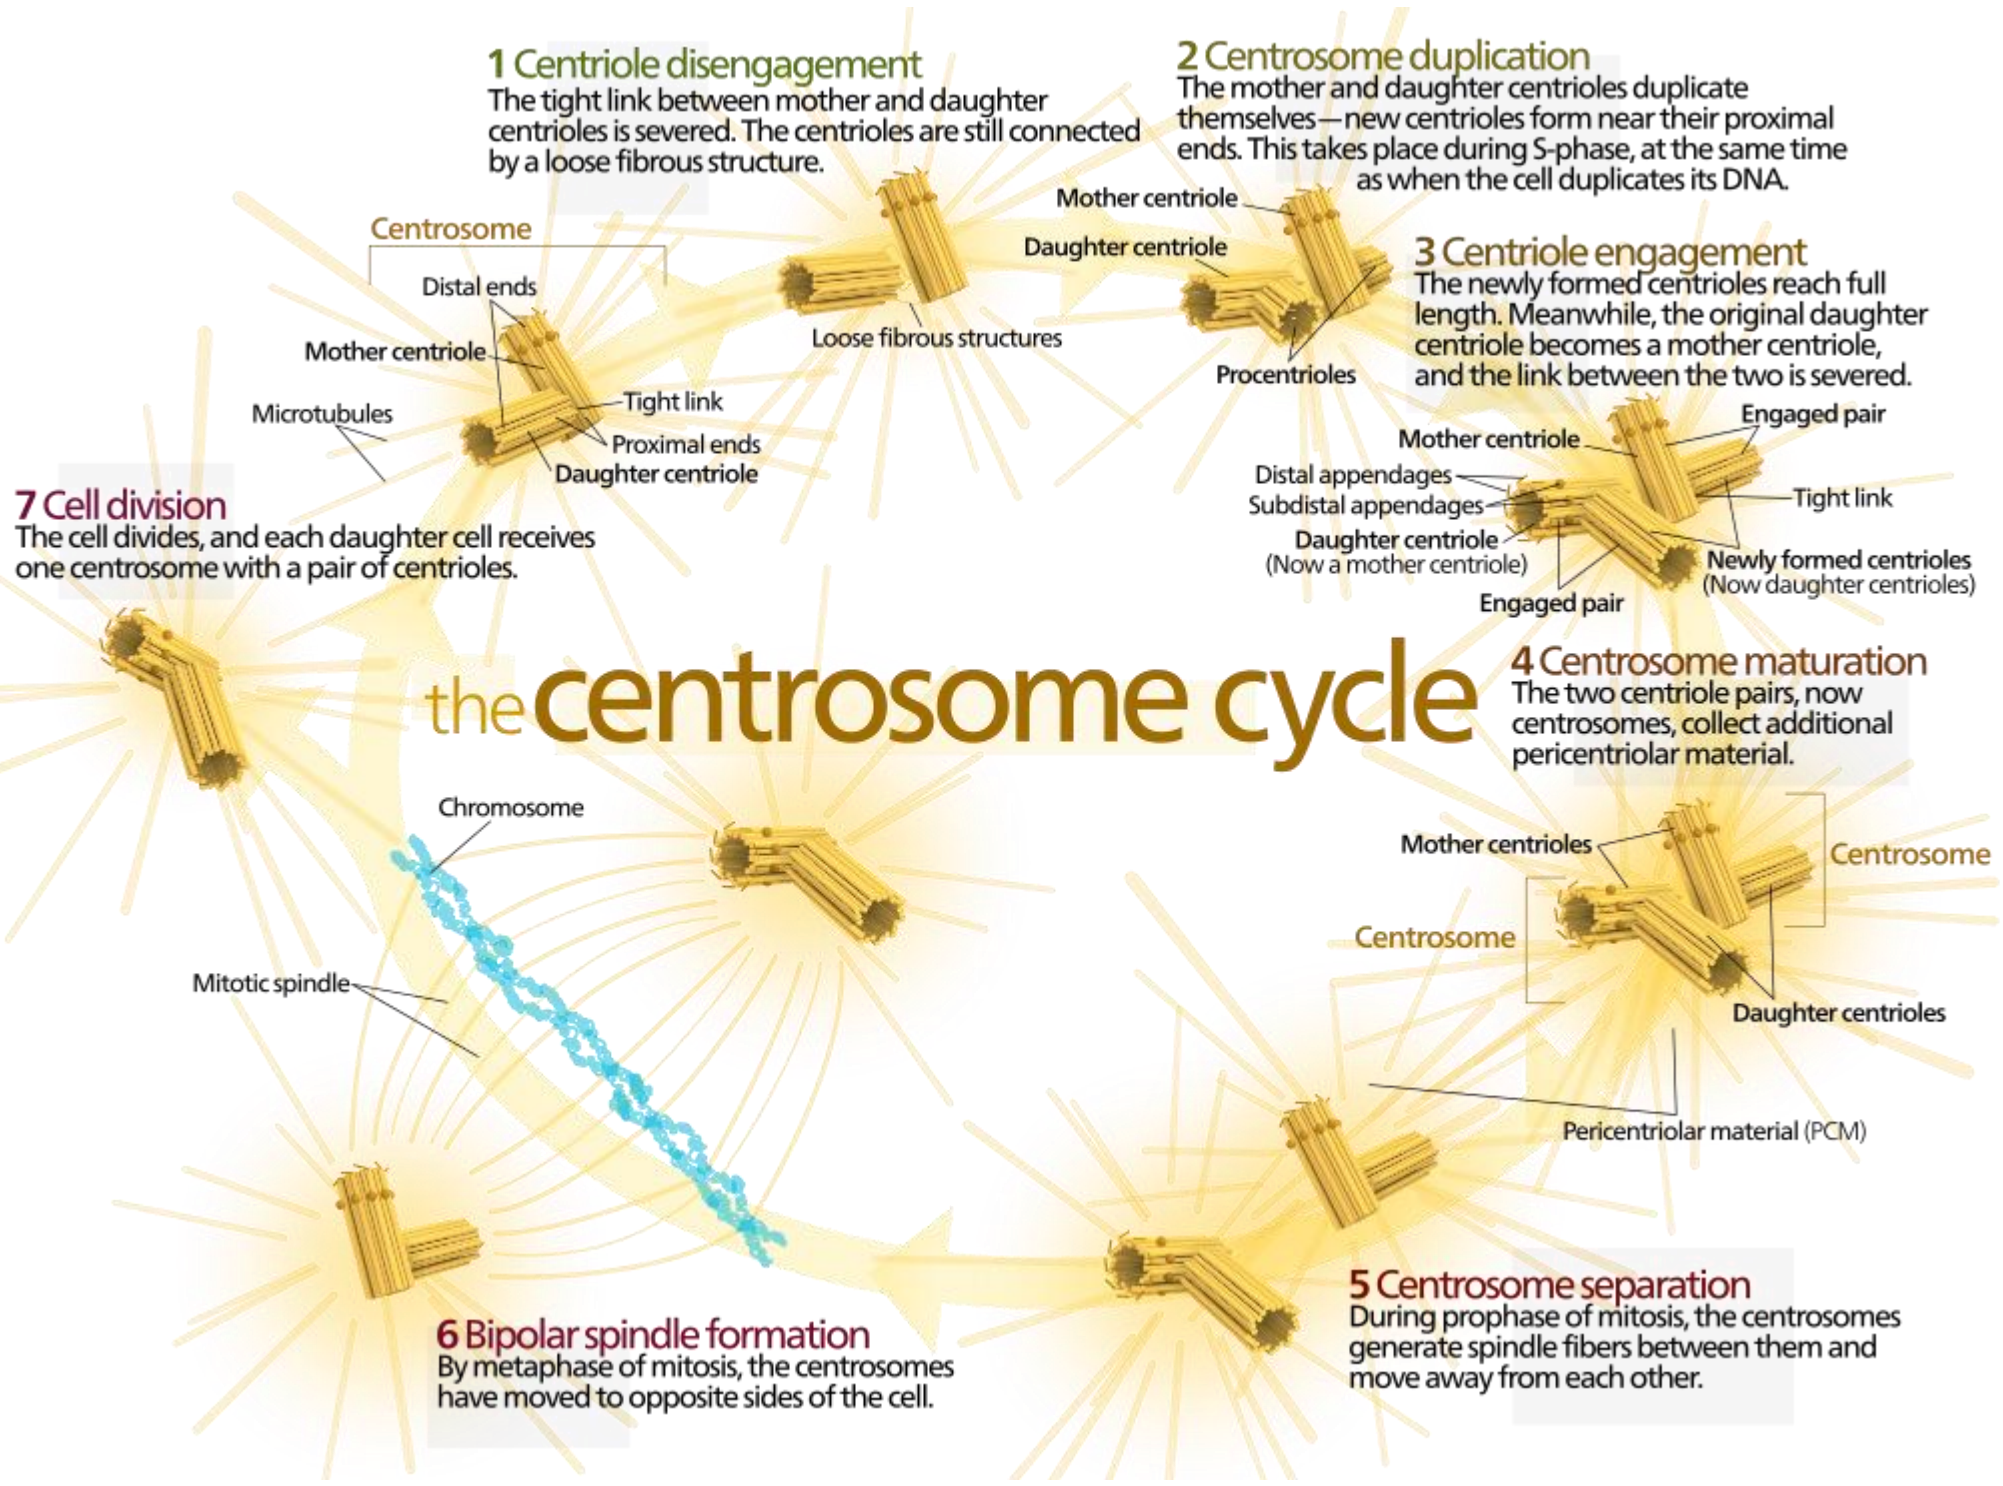 1 Centriole disengagement
The tight link between mother and daughter
centrioles is severed. The centrioles are still connected
by a loose fibrous structure.
2 Centrosome duplication
The mother and daughter centrioles duplicate
themselves—new centrioles form near their proximal
ends. This takes place during S-phase, at the same time
as when the cell duplicates its DNA.
Centrosome
Distal ends
Mother centriole
Microtubules
Tight link
Proximal ends
Daughter centriole
Loose fibrous structures
Mother centriole
Daughter centriole
Procentrioles
3 Centriole engagement
The newly formed centrioles reach full
length. Meanwhile, the original daughter
centriole becomes a mother centriole,
and the link between the two is severed.
Engaged pair
Mother centriole
Distal appendages
Subdistal appendages
Tight link
Daughter centriole
(Now a mother centriole)
Newly formed centrioles
(Now daughter centrioles)
Engaged pair
7 Cell division
The cell divides, and each daughter cell receives
one centrosome with a pair of centrioles.
the centrosome cycle
4 Centrosome maturation
The two centriole pairs, now
centrosomes, collect additional
pericentriolar material.
Mother centrioles
Centrosome
Centrosome
Daughter centrioles
Pericentriolar material (PCM)
Chromosome
Mitotic spindle
5 Centrosome separation
During prophase of mitosis, the centrosomes
generate spindle fibers between them and
move away from each other.
6 Bipolar spindle formation
By metaphase of mitosis, the centrosomes
have moved to opposite sides of the cell.